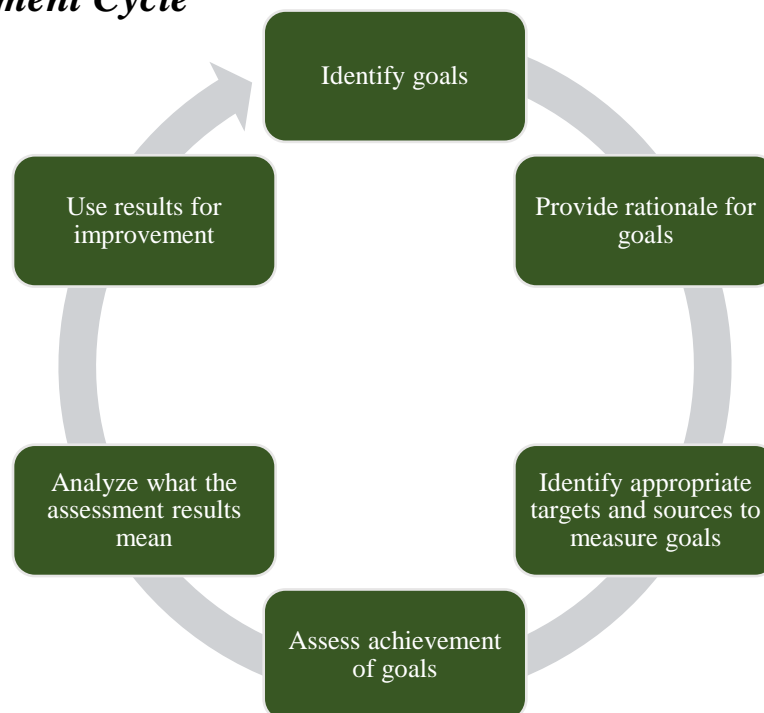 ment Cycle
Identify goals
Provide rationale for
goals
Identify appropriate
targets and sources to
measure goals
Assess achievement
of goals
Analyze what the
assessment results
mean
Use results for
improvement